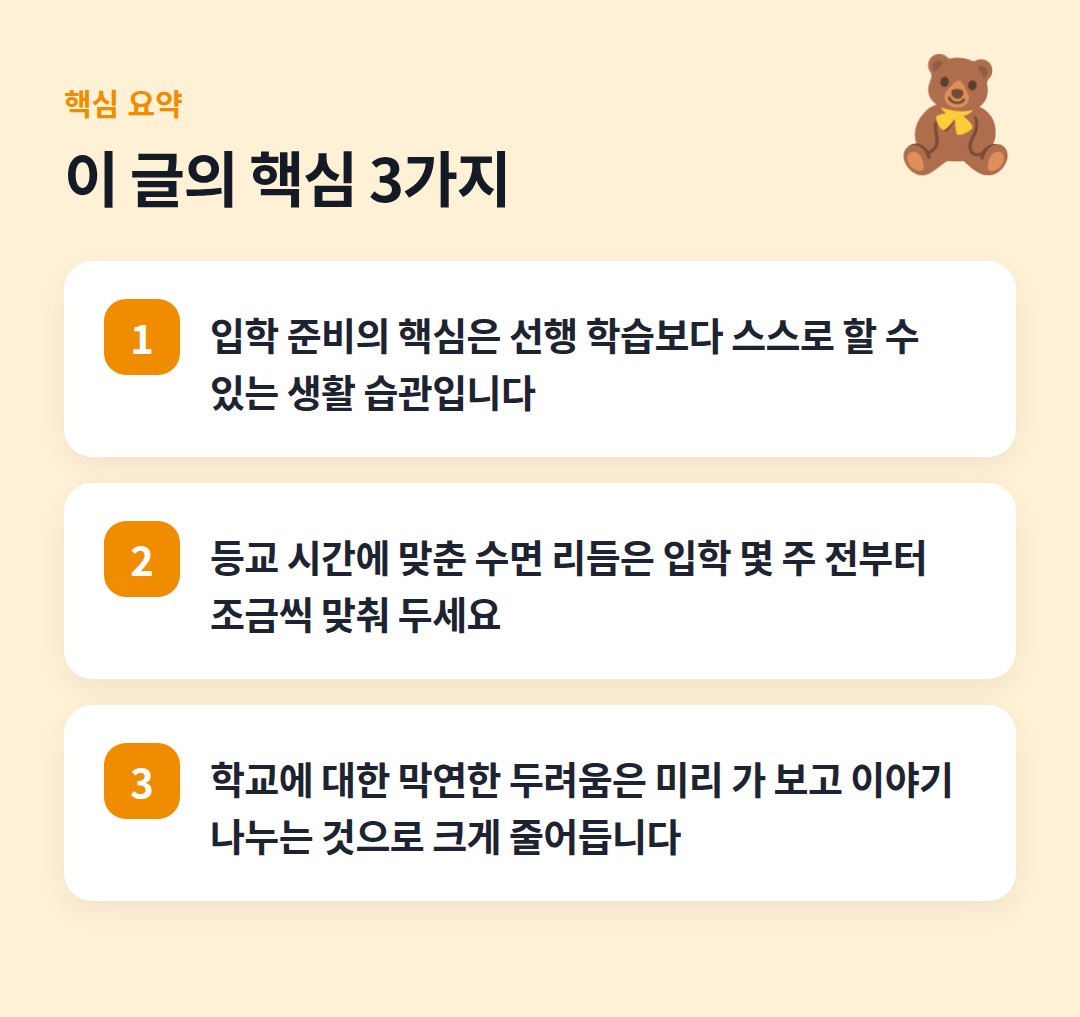 핵심 요약
이 글의 핵심 3가지
1
입학 준비의 핵심은 선행 학습보다 스스로 할 수
있는 생활 습관입니다
2
등교 시간에 맞춘 수면 리듬은 입학 몇 주 전부터
조금씩 맞춰 두세요
3
학교에 대한 막연한 두려움은 미리 가 보고 이야기
나누는 것으로 크게 줄어듭니다